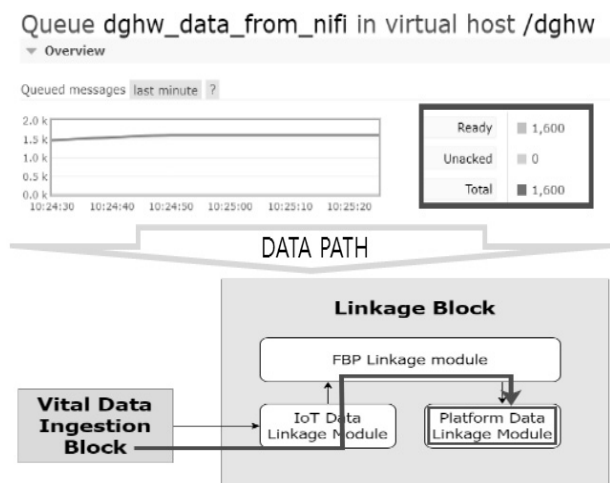 Queue dghw_data_from_nifi in virtual host /dghw
Overview
Queued messages last minute ?
2.0 k
1.5 k
1.0 k
0.5 k
0.0 k
10:24:30 10:24:40 10:24:50 10:25:00 10:25:10 10:25:20
Ready 1,600
Unacked 0
Total 1,600
DATA PATH
Linkage Block
FBP Linkage module
Vital Data
Ingestion
Block
IoT Data
Linkage Module
Platform Data
Linkage Module